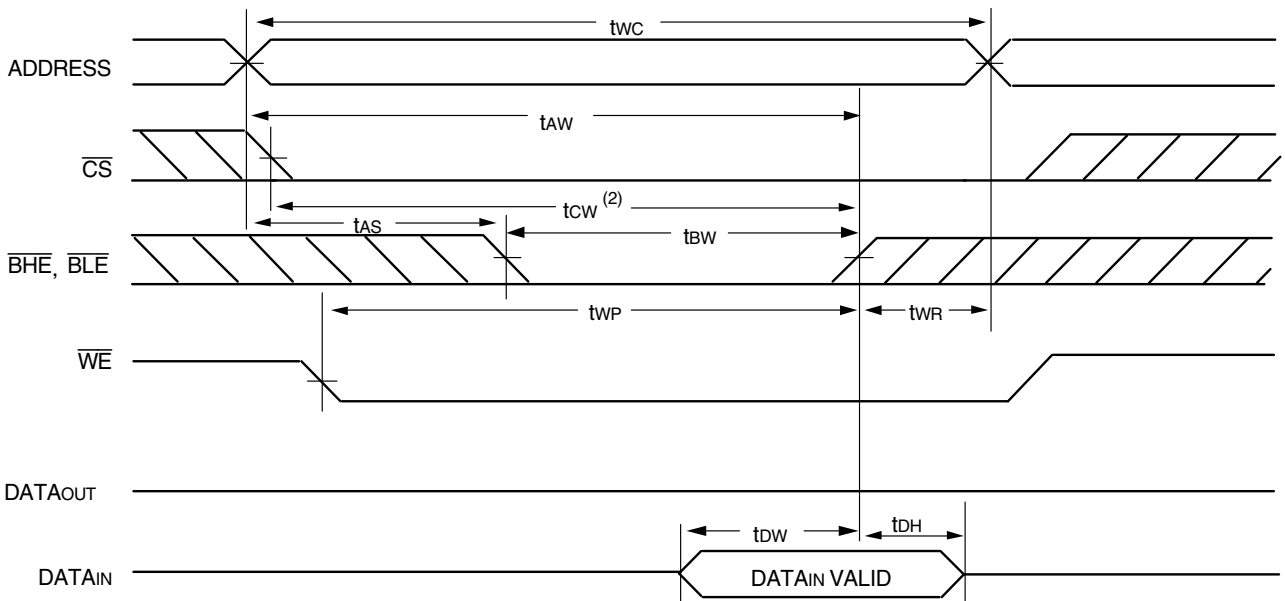 tWC
ADDRESS
tAW
CS
tCW (2)
tAS
tBW
BHE, BLE
tWP
tWR
WE
DATAOUT
tDW
tDH
DATAIN
DATAIN VALID